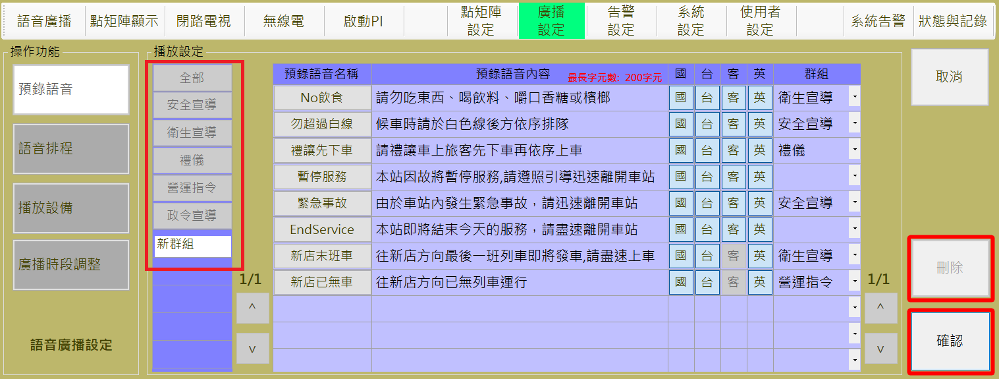 語音廣播 點矩陣顯示 閉路電視 無線電 啟動PI 點矩陣設定 廣播設定 告警設定 系統設定 使用者設定 系統告警 狀態與記錄
操作功能
預錄語音
語音排程
播放設備
廣播時段調整
語音廣播設定
播放設定
全部
安全宣導
衛生宣導
禮儀
營運指令
政令宣導
新群組
1/1
^
v
預錄語音名稱 預錄語音內容 最長字元數: 200字元 國 台 客 英 群組
No飲食 請勿吃東西、喝飲料、嚼口香糖或檳榔 國 台 客 英 衛生宣導
勿超過白線 候車時請於白色線後方依序排隊 國 台 客 英 安全宣導
禮讓先下車 請禮讓車上旅客先下車再依序上車 國 台 客 英 禮儀
暫停服務 本站因故將暫停服務,請遵照引導迅速離開車站 國 台 客 英
緊急事故 由於車站內發生緊急事故，請迅速離開車站 國 台 客 英 安全宣導
EndService 本站即將結束今天的服務，請盡速離開車站 國 台 客 英
新店末班車 往新店方向最後一班列車即將發車,請盡速上車 國 台 客 英 衛生宣導
新店已無車 往新店方向已無列車運行 國 台 客 英 營運指令
1/1
^
v
取消
刪除
確認